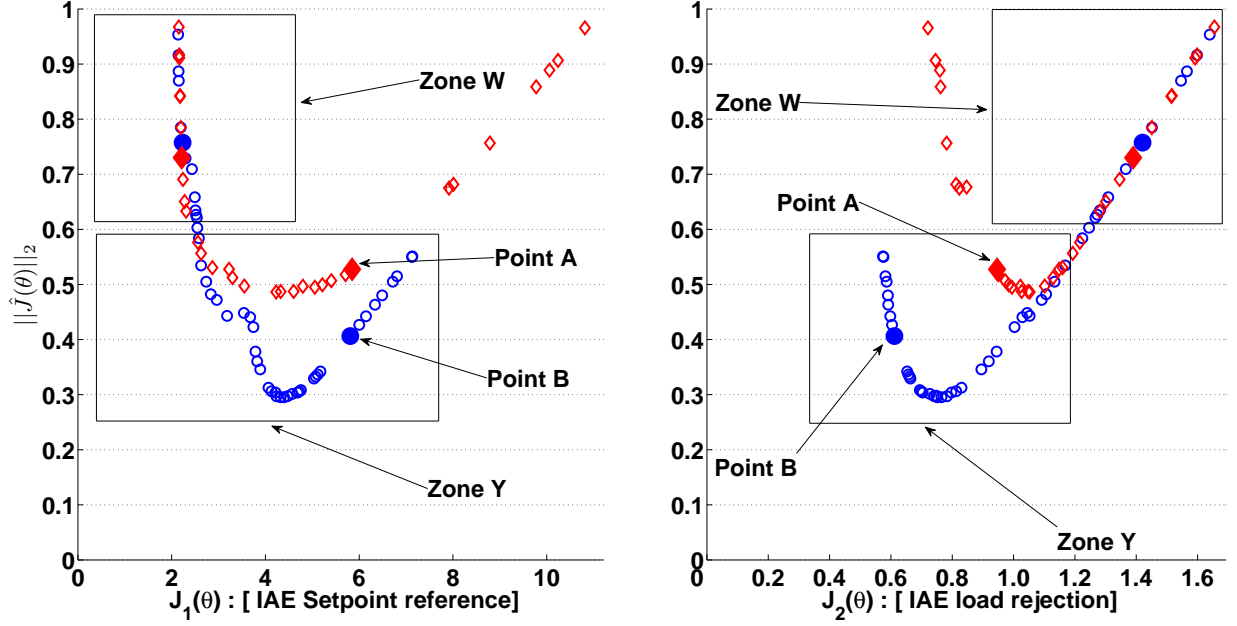 ||Ĵ(θ)||₂
1
0.9
0.8
0.7
0.6
0.5
0.4
0.3
0.2
0.1
0
0 2 4 6 8 10
J₁(θ) : [ IAE Setpoint reference]
Zone W
Point A
Point B
Zone Y
1
0.9
0.8
0.7
0.6
0.5
0.4
0.3
0.2
0.1
0
0.0 0.2 0.4 0.6 0.8 1.0 1.2 1.4 1.6
J₂(θ) : [ IAE load rejection]
Zone W
Point A
Point B
Zone Y